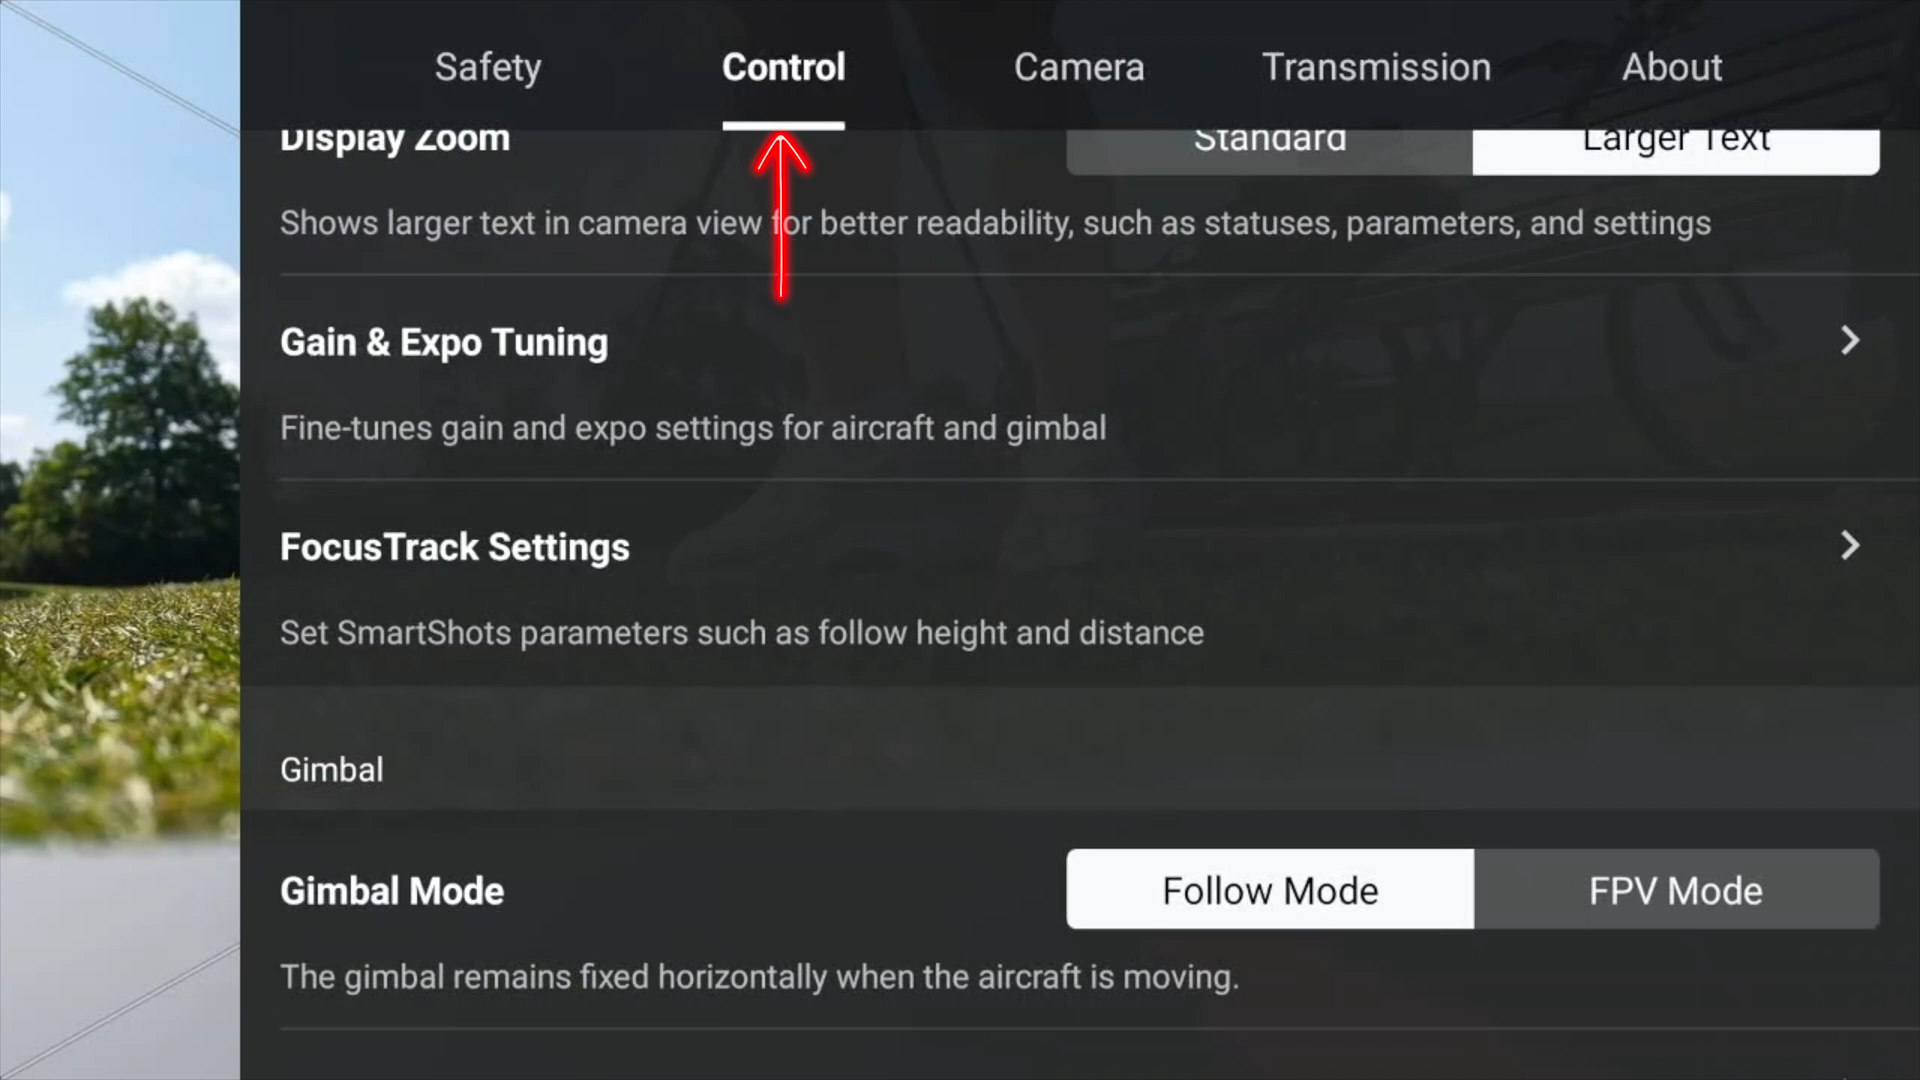 Safety Control Camera Transmission About
Display Zoom Standard Larger Text
Shows larger text in camera view for better readability, such as statuses, parameters, and settings
Gain & Expo Tuning
Fine-tunes gain and expo settings for aircraft and gimbal
FocusTrack Settings
Set SmartShots parameters such as follow height and distance
Gimbal
Gimbal Mode Follow Mode FPV Mode
The gimbal remains fixed horizontally when the aircraft is moving.